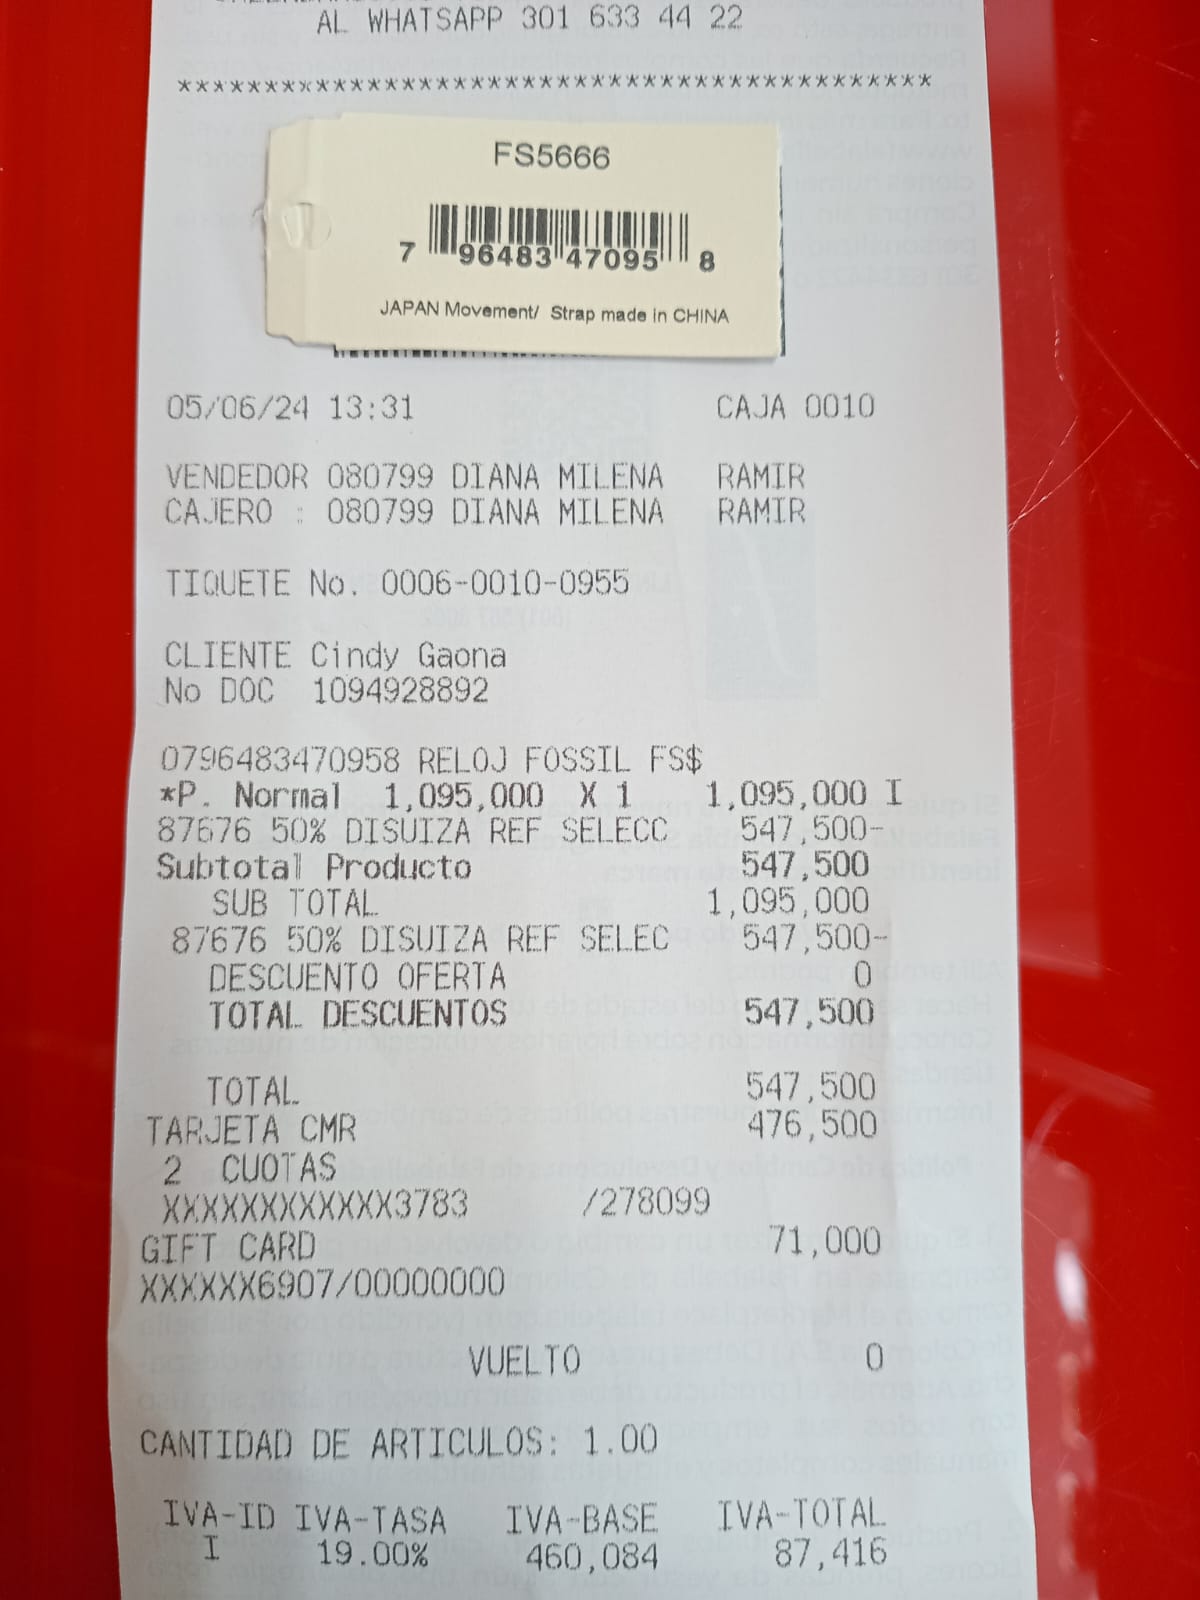 AL WHATSAPP 301 633 44 22
*******************************************
FS5666
7 96483 47095 8
JAPAN Movement/ Strap made in CHINA
05/06/24 13:31 CAJA 0010
VENDEDOR 080799 DIANA MILENA RAMIR
CAJERO : 080799 DIANA MILENA RAMIR
TIQUETE No. 0006-0010-0955
CLIENTE Cindy Gaona
No DOC 1094928892
0796483470958 RELOJ FOSSIL FS$
*P. Normal 1,095,000 X 1 1,095,000 I
87676 50% DISUIZA REF SELECC 547,500-
Subtotal Producto 547,500
SUB TOTAL 1,095,000
87676 50% DISUIZA REF SELEC 547,500-
DESCUENTO OFERTA 0
TOTAL DESCUENTOS 547,500
TOTAL 547,500
TARJETA CMR 476,500
2 CUOTAS
XXXXXXXXXXXXX3783 /278099
GIFT CARD 71,000
XXXXXX6907/00000000
VUELTO 0
CANTIDAD DE ARTICULOS: 1.00
IVA-ID IVA-TASA IVA-BASE IVA-TOTAL
I 19.00% 460,084 87,416